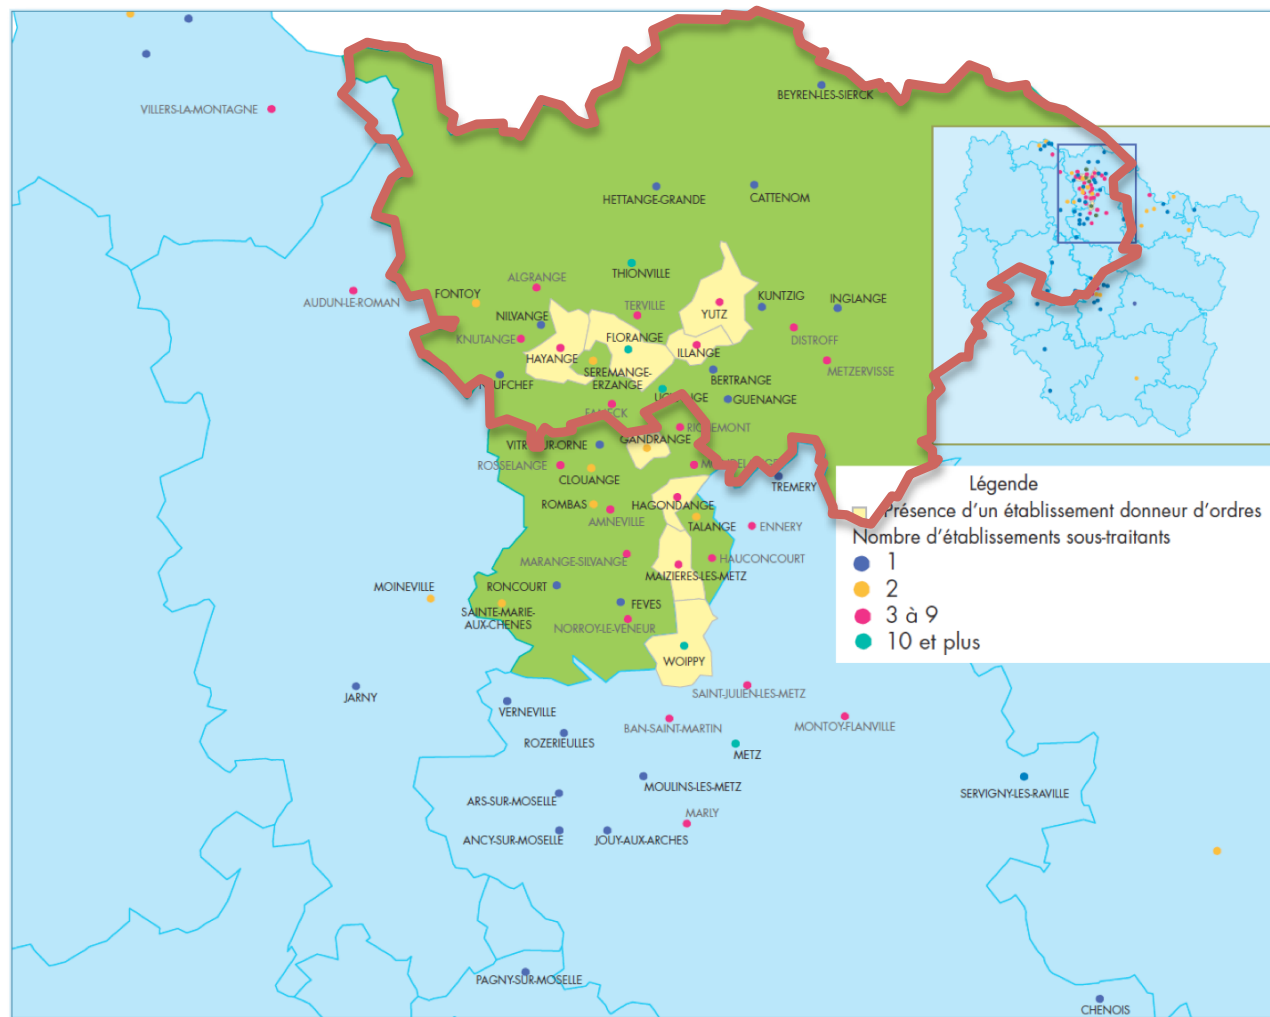 BEYREN-LES-SIERCK
VILLERS-LA-MONTAGNE
HETTANGE-GRANDE
CATTENOM
THIONVILLE
ALGRANGE
FONTOY
AUDUN-LE-ROMAN
TERVILLE
KUNTZIG
INGLANGE
NILVANGE
YUTZ
KNUTANGE
FLORANGE
DISTROFF
HAYANGE
ILLANGE
SEREMANGE-
ERZANGE
METZERVISSE
BERTRANGE
GUENANGE
GANDRANGE
ROSSELANGE
CLOUANGE
Légende
TREMERY
ROMBAS
HAGONDANGE
Présence d'un établissement donneur d'ordres
AMNEVILLE
TALANGE
ENNERY
Nombre d'établissements sous-traitants
MARANGE-SILVANGE
HAUCONCOURT
1
MAIZIERES-LES-METZ
MOINEVILLE
RONCOURT
2
SAINTE-MARIE-
AUX-CHENES
FEVES
3 à 9
NORROY-LE-VENEUR
10 et plus
WOIPPY
JARNY
SAINT-JULIEN-LES-METZ
VERNEVILLE
BAN-SAINT-MARTIN
MONTOY-FLANVILLE
ROZERIEULLES
METZ
MOULINS-LES-METZ
SERVIGNY-LES-RAVILLE
ARS-SUR-MOSELLE
MARLY
ANCY-SUR-MOSELLE
JOUY-AUX-ARCHES
PAGNY-SUR-MOSELLE
CHENOIS